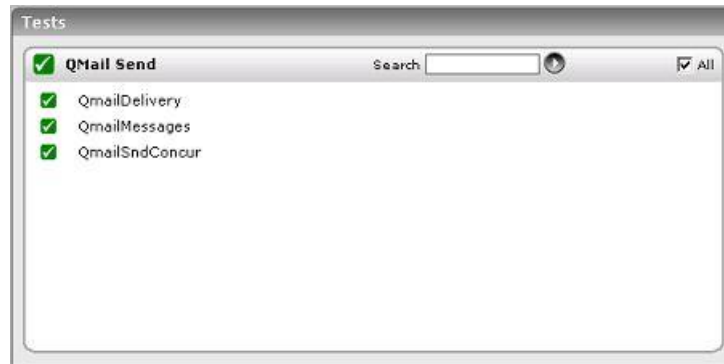 Tests
QMail Send Search All
QmailDelivery
QmailMessages
QmailSndConcur